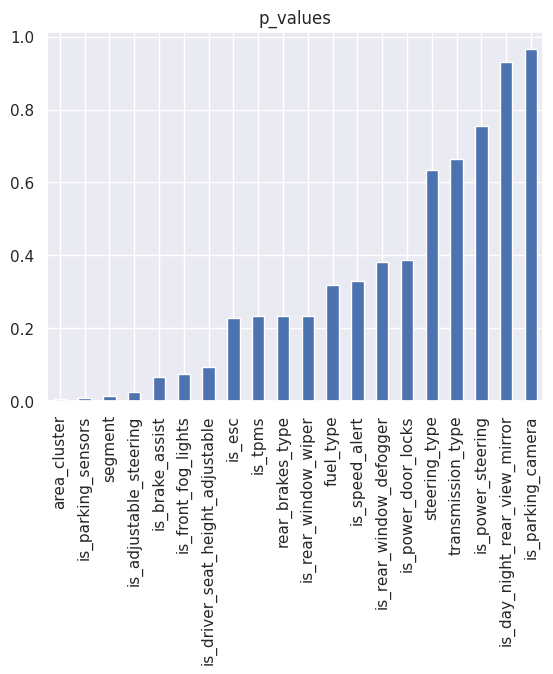 p_values
1.0
0.8
0.6
0.4
0.2
0.0
area_cluster
is_parking_sensors
segment
is_adjustable_steering
is_brake_assist
is_front_fog_lights
is_driver_seat_height_adjustable
is_esc
is_tpms
rear_brakes_type
is_rear_window_wiper
fuel_type
is_speed_alert
is_rear_window_defogger
is_power_door_locks
steering_type
transmission_type
is_power_steering
is_day_night_rear_view_mirror
is_parking_camera